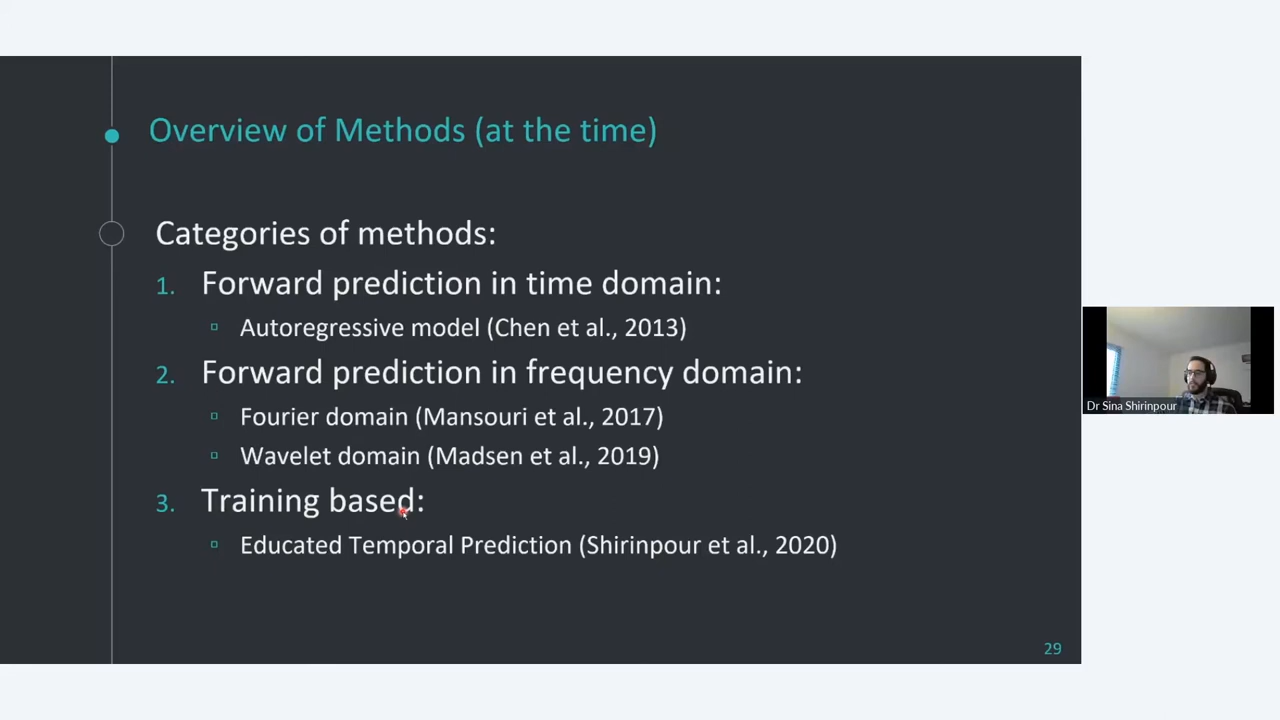 Overview of Methods (at the time)
Categories of methods:
1. Forward prediction in time domain:
▫ Autoregressive model (Chen et al., 2013)
2. Forward prediction in frequency domain:
▫ Fourier domain (Mansouri et al., 2017)
▫ Wavelet domain (Madsen et al., 2019)
3. Training based:
▫ Educated Temporal Prediction (Shirinpour et al., 2020)
29
Dr Sina Shirinpour